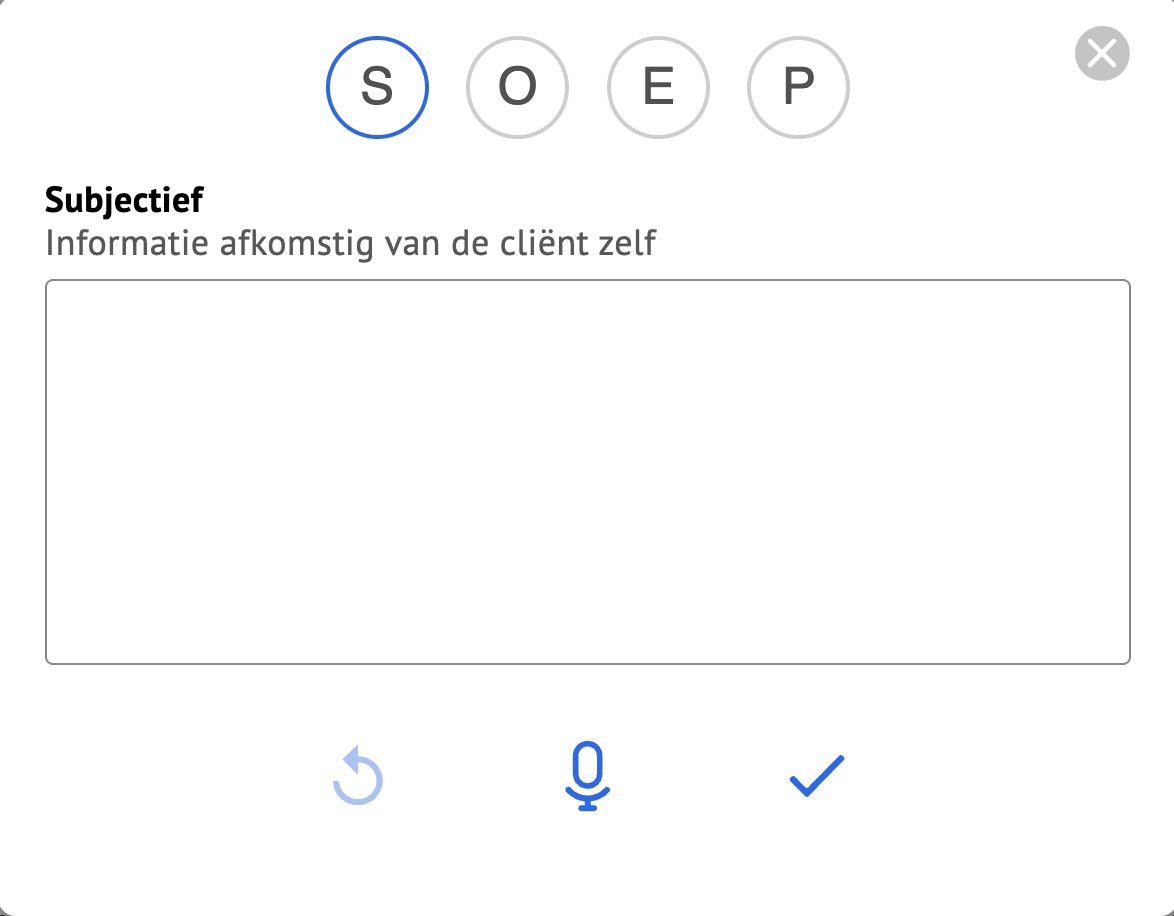 S O E P
Subjectief
Informatie afkomstig van de cliënt zelf